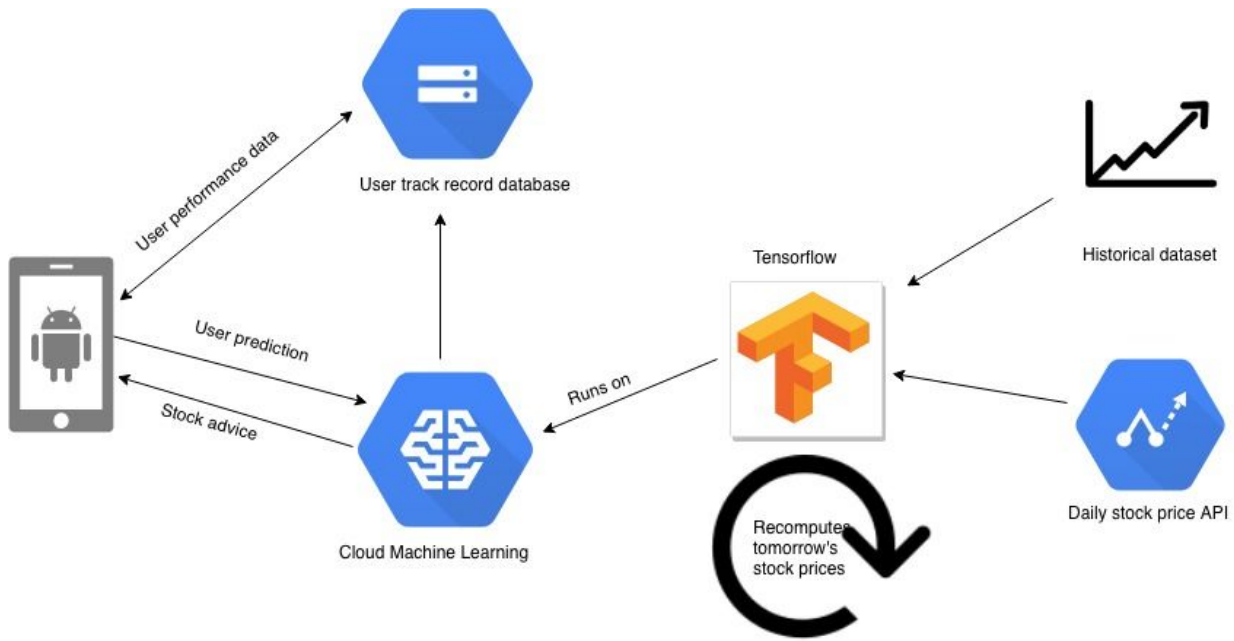 User track record database
User performance data
Historical dataset
Tensorflow
User prediction
Runs on
Stock advice
Daily stock price API
Cloud Machine Learning
Recomputes
tomorrow's
stock prices